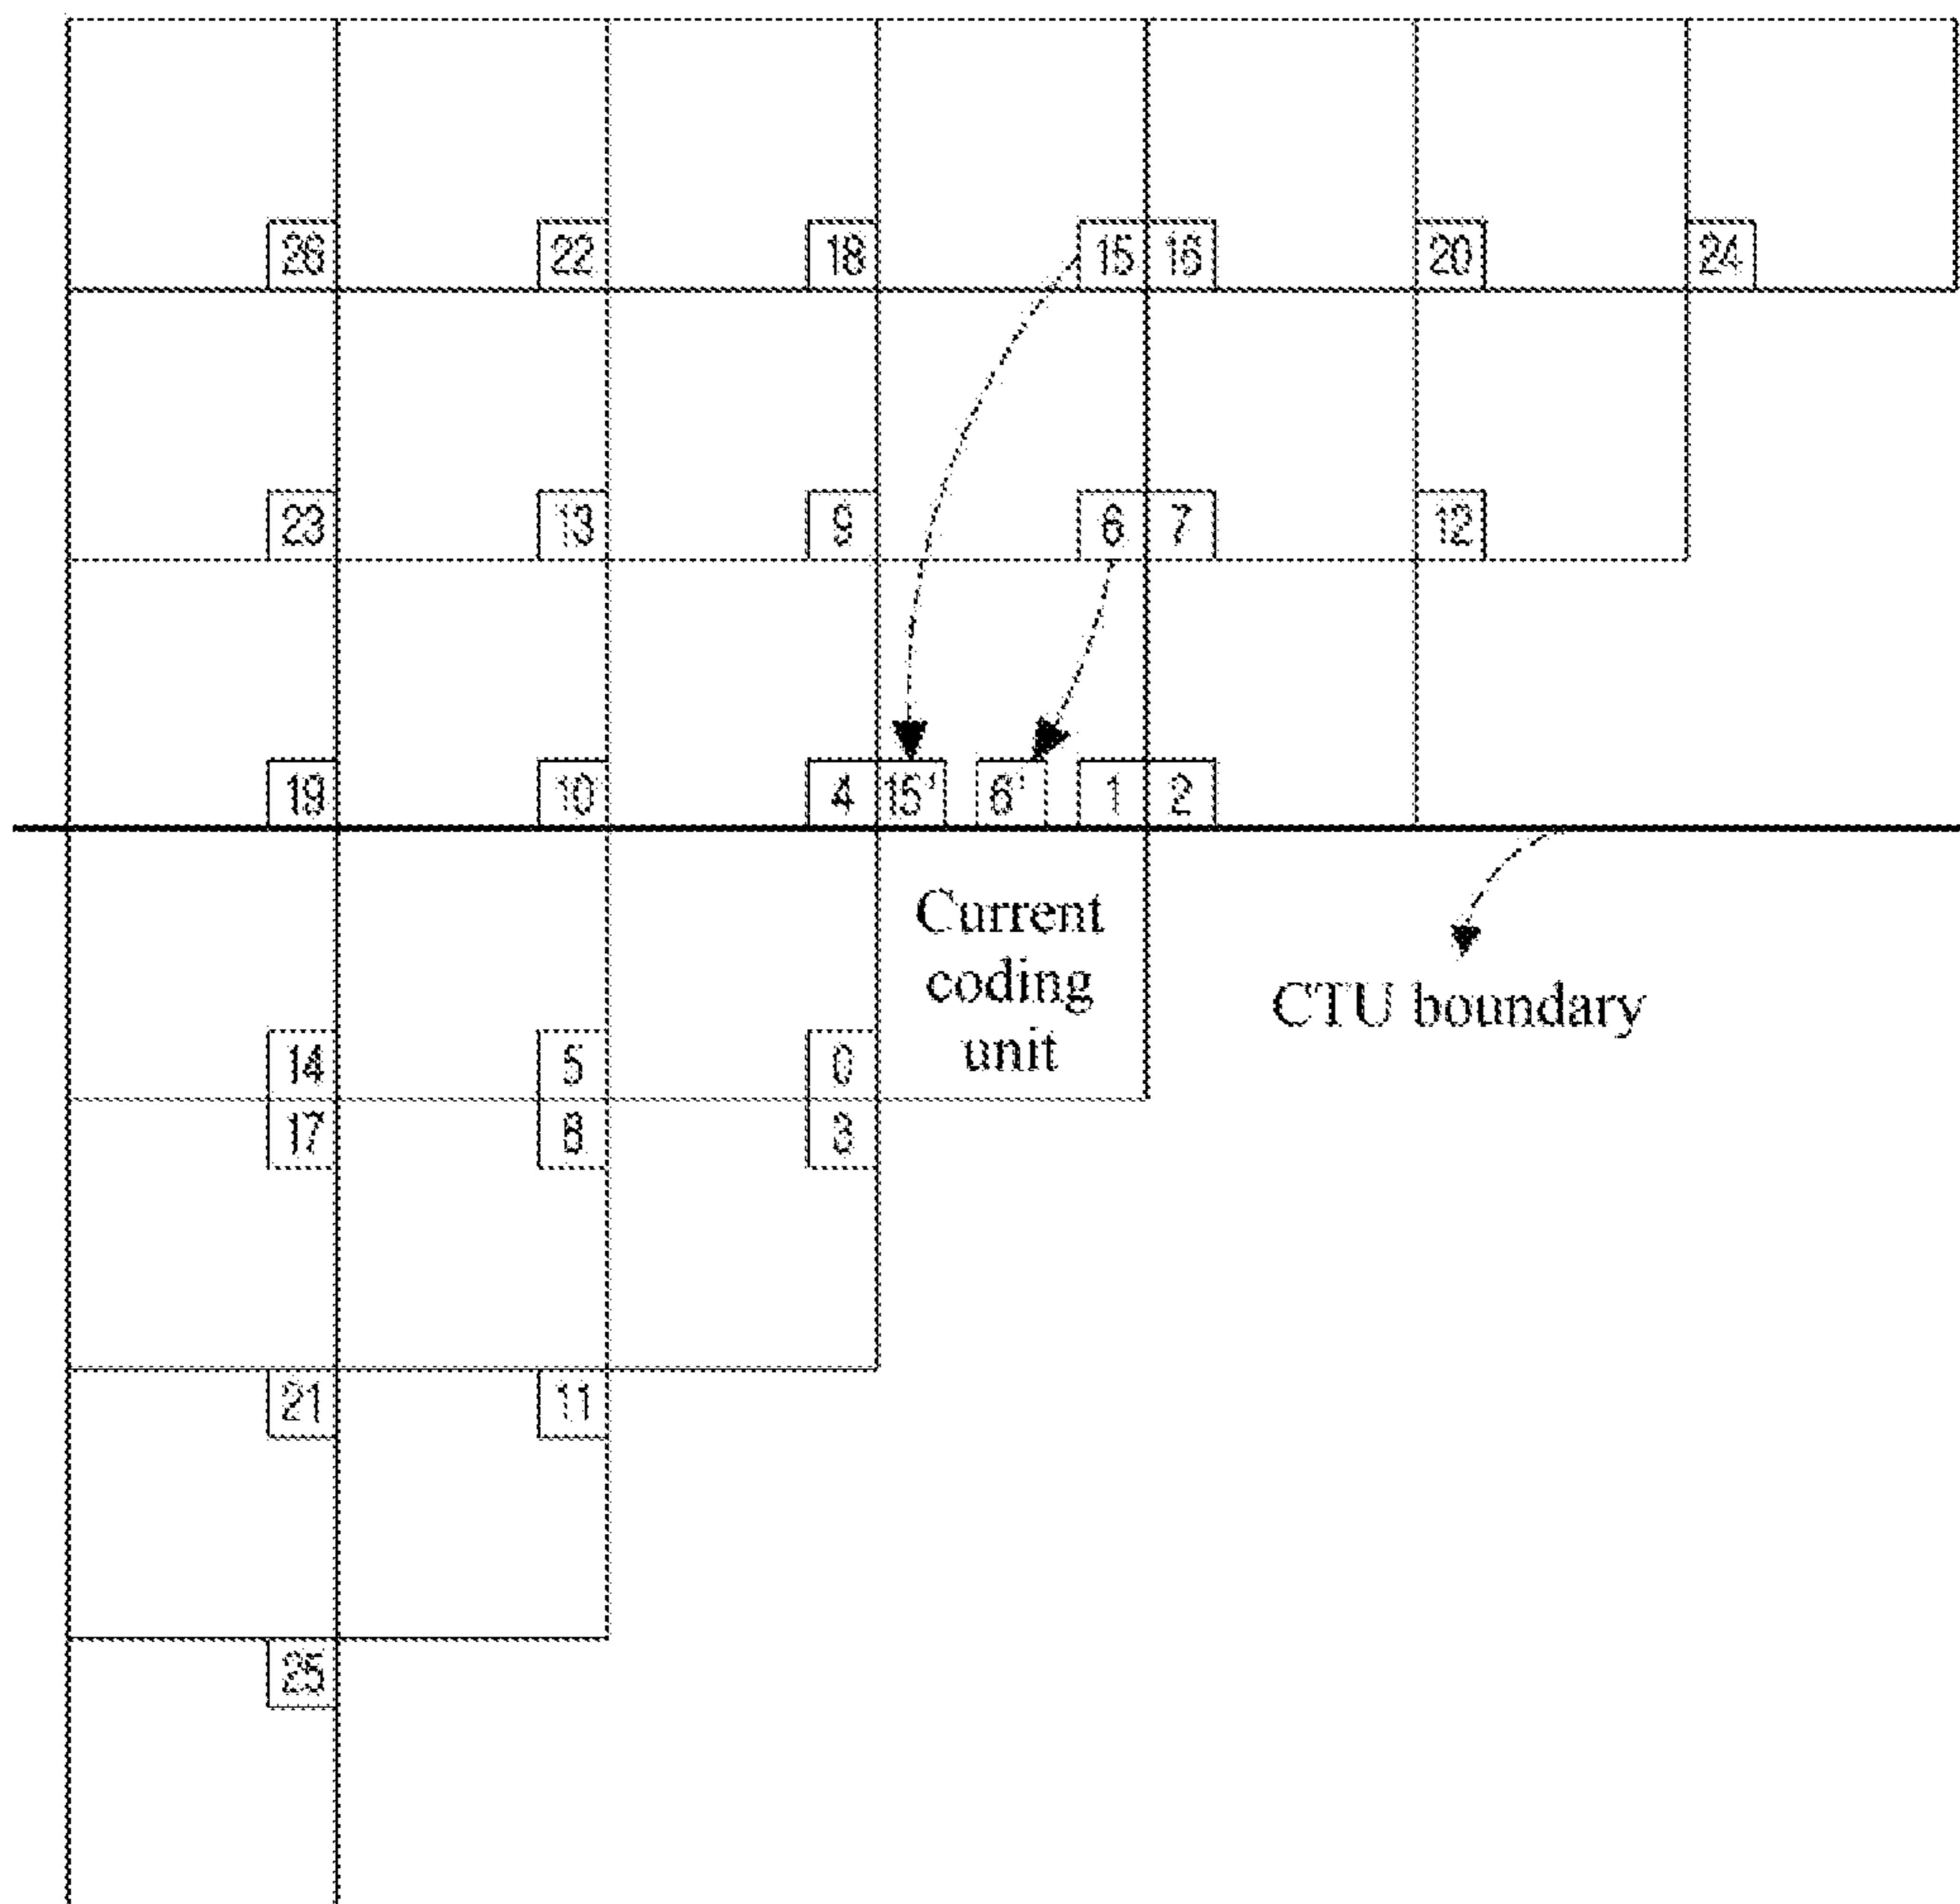 26 22 18 15 16 20 24
23 13 9 6 7 12
19 10 4 15' 6' 1 2
Current
coding
unit
CTU boundary
14 5 0
17 8 3
21 11
25